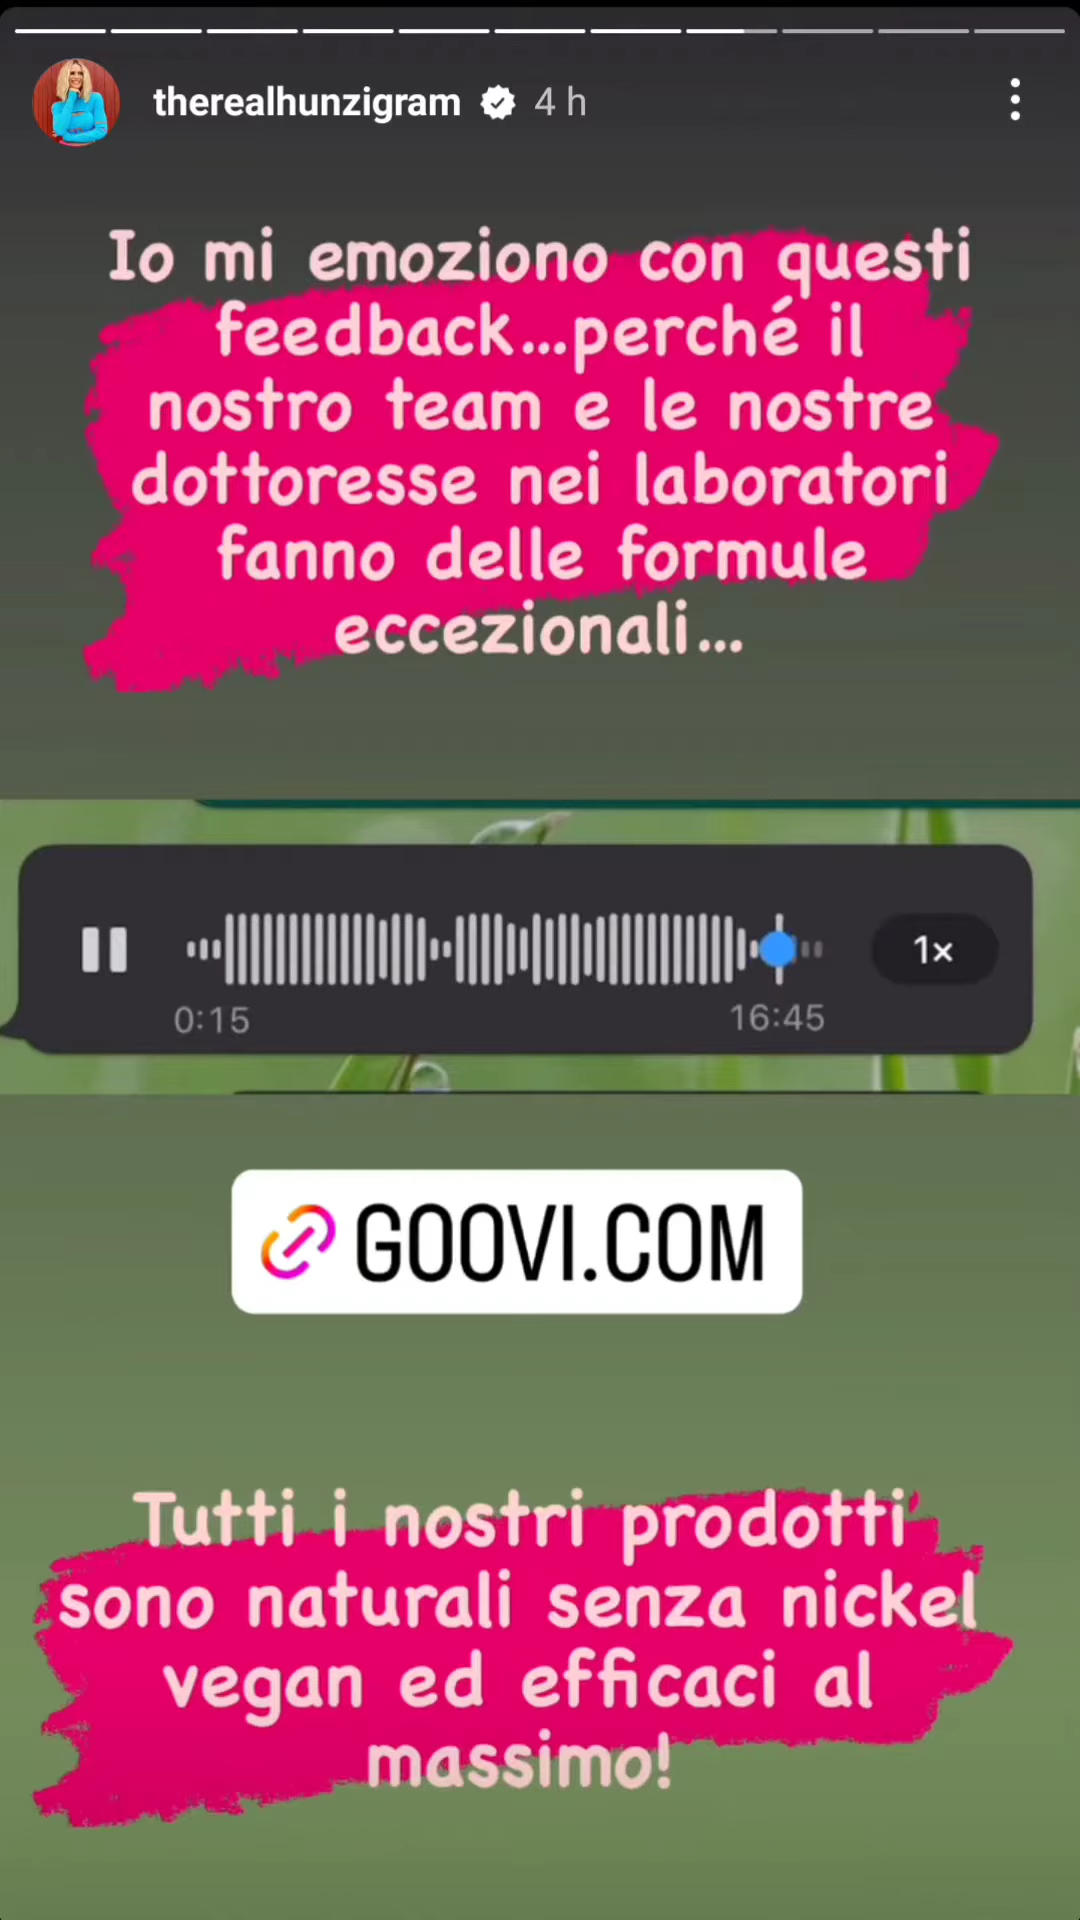 therealhunzigram 4 h
Io mi emoziono con questi
feedback...perché il
nostro team e le nostre
dottoresse nei laboratori
fanno delle formule
eccezionali...
1x
0:15 16:45
GOOVI.COM
Tutti i nostri prodotti
sono naturali senza nickel
vegan ed efficaci al
massimo!